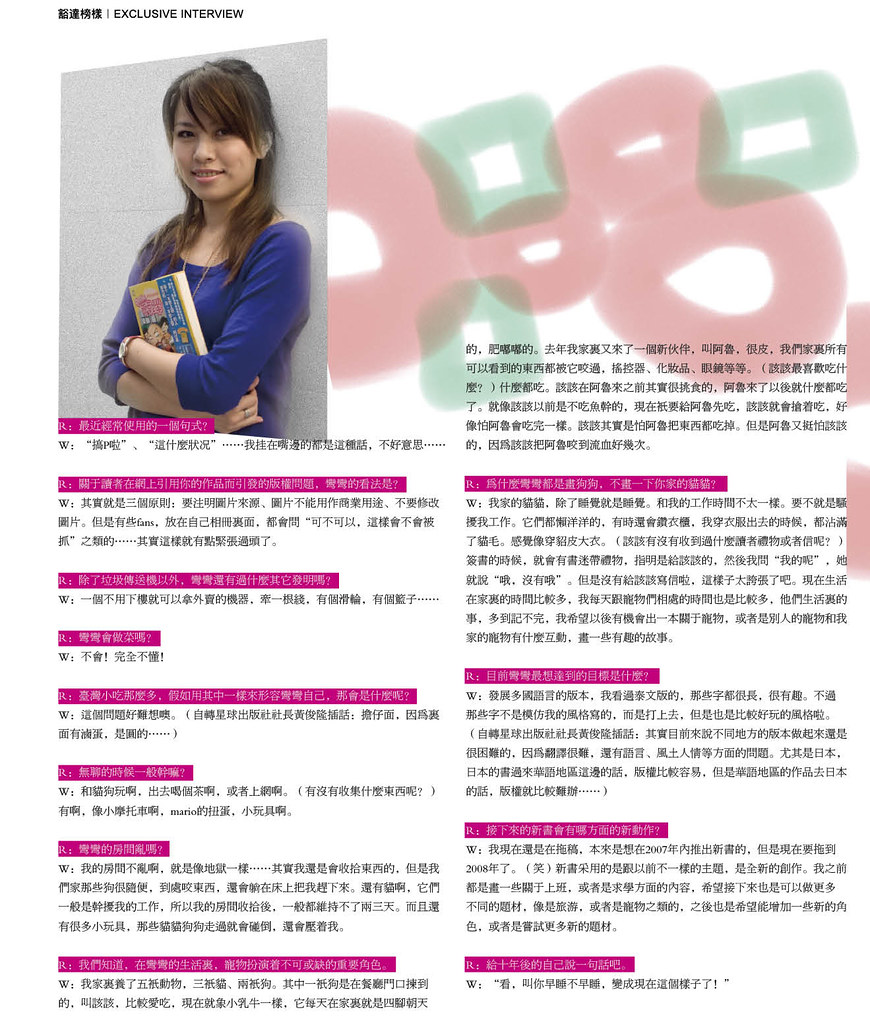 豁達榜樣 | EXCLUSIVE INTERVIEW
R：最近經常使用的一個句式？
W：“搞P啦”、“這什麼狀況”……我挂在嘴邊的都是這種話，不好意思……
R：關于讀者在網上引用你的作品而引發的版權問題，彎彎的看法是？
W：其實就是三個原則：要注明圖片來源、圖片不能用作商業用途、不要修改
圖片。但是有些fans，放在自己相冊裏面，都會問“可不可以，這樣會不會被
抓”之類的……其實這樣就有點緊張過頭了。
R：除了垃圾傳送機以外，彎彎還有過什麼其它發明嗎？
W：一個不用下樓就可以拿外賣的機器，牽一根綫，有個滑輪，有個籃子……
R：彎彎會做菜嗎？
W：不會！完全不懂！
R：臺灣小吃那麼多，假如用其中一樣來形容彎彎自己，那會是什麼呢？
W：這個問題好難想噢。（自轉星球出版社社長黃俊隆插話：擔仔面，因爲裏
面有滷蛋，是圓的……）
R：無聊的時候一般幹嘛？
W：和貓狗玩啊，出去喝個茶啊，或者上網啊。（有沒有收集什麼東西呢？）
有啊，像小摩托車啊，mario的扭蛋，小玩具啊。
R：彎彎的房間亂嗎？
W：我的房間不亂啊，就是像地獄一樣……其實我還是會收拾東西的，但是我
們家那些狗很隨便，到處咬東西，還會躺在床上把我趕下來。還有貓啊，它們
一般是幹擾我的工作，所以我的房間收拾後，一般都維持不了兩三天。而且還
有很多小玩具，那些貓貓狗狗走過就會碰倒，還會壓着我。
R：我們知道，在彎彎的生活裏，寵物扮演着不可或缺的重要角色。
W：我家裏養了五衹動物，三衹貓、兩衹狗。其中一衹狗是在餐廳門口揀到
的，叫該該，比較愛吃，現在就象小乳牛一樣，它每天在家裏就是四腳朝天
的，肥嘟嘟的。去年我家裏又來了一個新伙伴，叫阿魯，很皮，我們家裏所有
可以看到的東西都被它咬過，搖控器、化妝品、眼鏡等等。（該該最喜歡吃什
麼？）什麼都吃。該該在阿魯來之前其實很挑食的，阿魯來了以後就什麼都吃
了。就像該該以前是不吃魚幹的，現在衹要給阿魯先吃，該該就會搶着吃，好
像怕阿魯會吃完一樣。該該其實是怕阿魯把東西都吃掉。但是阿魯又挺怕該該
的，因爲該該把阿魯咬到流血好幾次。
R：爲什麼彎彎都是畫狗狗，不畫一下你家的貓貓？
W：我家的貓貓，除了睡覺就是睡覺。和我的工作時間不太一樣。要不就是騷
擾我工作。它們都懶洋洋的，有時還會鑽衣櫃，我穿衣服出去的時候，都沾滿
了貓毛。感覺像穿貂皮大衣。（該該有沒有收到過什麼讀者禮物或者信呢？）
簽書的時候，就會有書迷帶禮物，指明是給該該的，然後我問“我的呢”，她
就說“哦，沒有哦”。但是沒有給該該寫信啦，這樣子太誇張了吧。現在生活
在家裏的時間比較多，我每天跟寵物們相處的時間也是比較多，他們生活裏的
事，多到記不完，我希望以後有機會出一本關于寵物，或者是別人的寵物和我
家的寵物有什麼互動，畫一些有趣的故事。
R：目前彎彎最想達到的目標是什麼？
W：發展多國語言的版本，我看過泰文版的，那些字都很長，很有趣。不過
那些字不是模仿我的風格寫的，而是打上去，但是也是比較好玩的風格啦。
（自轉星球出版社社長黃俊隆插話：其實目前來說不同地方的版本做起來還是
很困難的，因爲翻譯很難，還有語言、風土人情等方面的問題。尤其是日本，
日本的書過來華語地區這邊的話，版權比較容易，但是華語地區的作品去日本
的話，版權就比較難辦……）
R：接下來的新書會有哪方面的新動作？
W：我現在還是在拖稿，本來是想在2007年內推出新書的，但是現在要拖到
2008年了。（笑）新書采用的是跟以前不一樣的主題，是全新的創作。我之前
都是畫一些關于上班，或者是求學方面的內容，希望接下來也是可以做更多
不同的題材，像是旅游，或者是寵物之類的，之後也是希望能增加一些新的角
色，或者是嘗試更多新的題材。
R：給十年後的自己說一句話吧。
W：“看，叫你早睡不早睡，變成現在這個樣子了！”